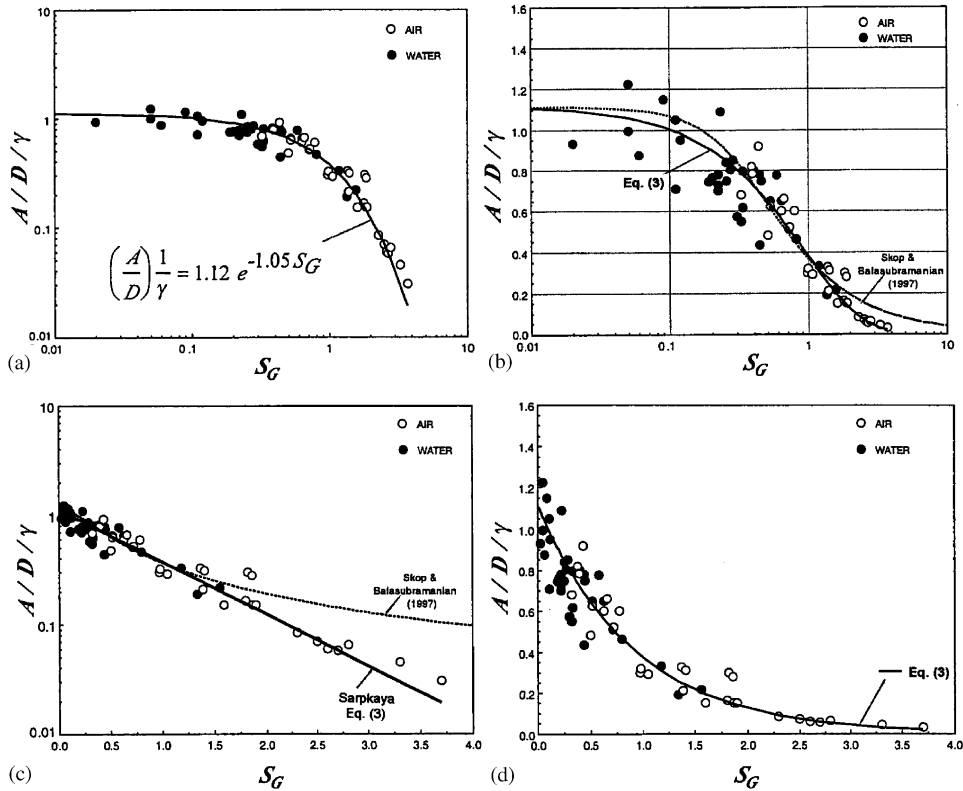 10
1
0.1
0.01
A / D / γ
○ AIR
● WATER
(A/D) 1/γ = 1.12 e^-1.05 S_G
0.01 0.1 1 10
(a)
S_G
1.6
1.4
1.2
1.0
0.8
0.6
0.4
0.2
0.0
A / D / γ
○ AIR
● WATER
Eq. (3)
Skop &
Balasubramanian
(1997)
0.01 0.1 1 10
(b)
S_G
10
1
0.1
0.01
A / D / γ
○ AIR
● WATER
Skop &
Balasubramanian
(1997)
Sarpkaya
Eq. (3)
0.0 0.5 1.0 1.5 2.0 2.5 3.0 3.5 4.0
(c)
S_G
1.6
1.4
1.2
1.0
0.8
0.6
0.4
0.2
0.0
A / D / γ
○ AIR
● WATER
Eq. (3)
0.0 0.5 1.0 1.5 2.0 2.5 3.0 3.5 4.0
(d)
S_G